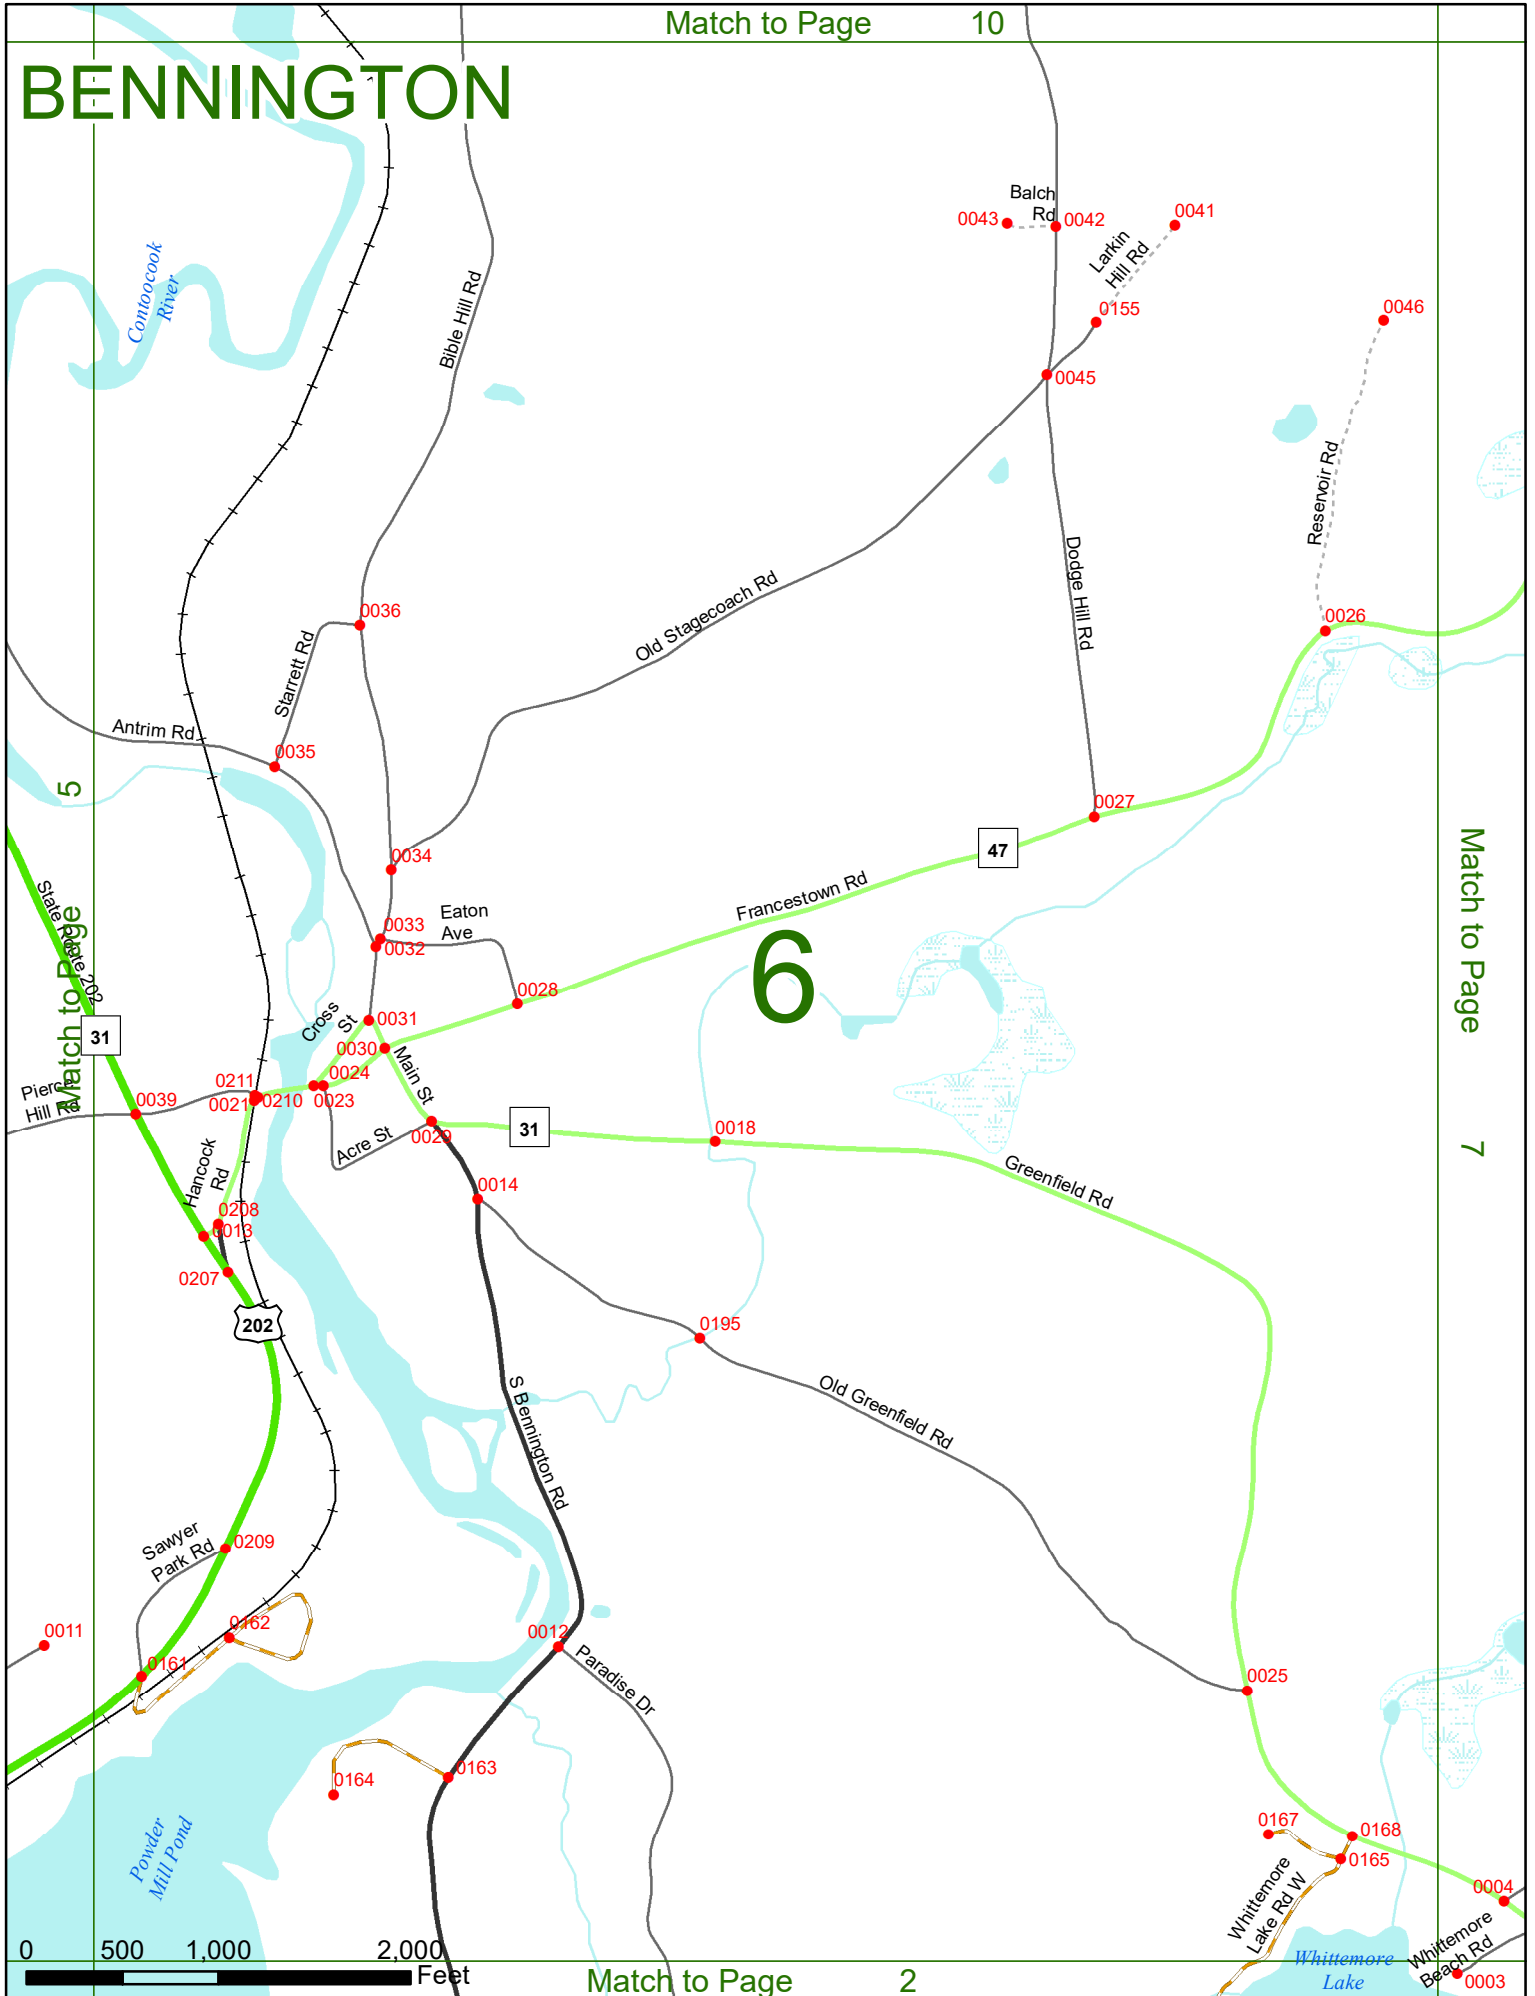 Match to Page 10
BENNINGTON
Balch
Rd
0043
0042
0041
Larkin
Hill Rd
Contoocook
River
Bible Hill Rd
0155
0046
0045
Reservoir Rd
Dodge Hill Rd
Old Stagecoach Rd
0036
0026
Starrett Rd
Antrim Rd
0035
Match to Page 5
0027
47
0034
Francestown Rd
State Route 202
Eaton
Ave
0033
0032
6
Match to Page 7
0028
Cross
St
0031
31
0030
Main St
Pierce
Hill Rd
0211
0021
0210
0024
0023
0039
0029
31
0018
Acre St
Greenfield Rd
Hancock
Rd
0014
0208
0013
0207
202
0195
S Bennington Rd
Old Greenfield Rd
Sawyer
Park Rd
0209
0011
0162
0012
0161
Paradise Dr
0025
0163
0164
0167
0168
0165
Powder
Mill Pond
Whittemore
Lake Rd W
0004
Whittemore
Beach Rd
Whittemore
Lake
0003
0 500 1,000 2,000
Feet
Match to Page 2